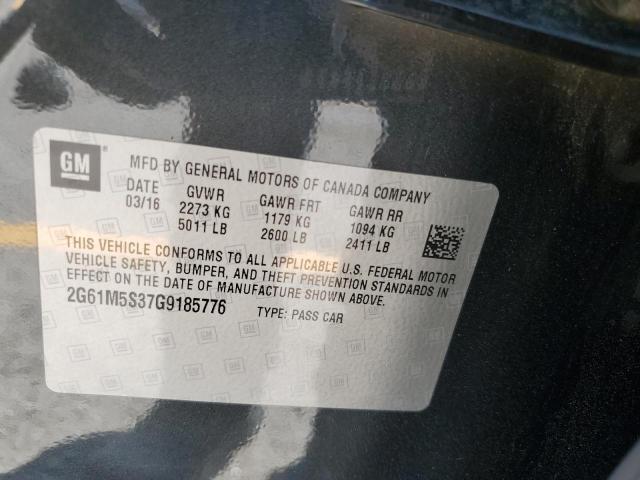 GM
MFD BY GENERAL MOTORS OF CANADA COMPANY
DATE GVWR GAWR FRT GAWR RR
03/16 2273 KG 1179 KG 1094 KG
5011 LB 2600 LB 2411 LB
THIS VEHICLE CONFORMS TO ALL APPLICABLE U.S. FEDERAL MOTOR
VEHICLE SAFETY, BUMPER, AND THEFT PREVENTION STANDARDS IN
EFFECT ON THE DATE OF MANUFACTURE SHOWN ABOVE.
2G61M5S37G9185776 TYPE: PASS CAR